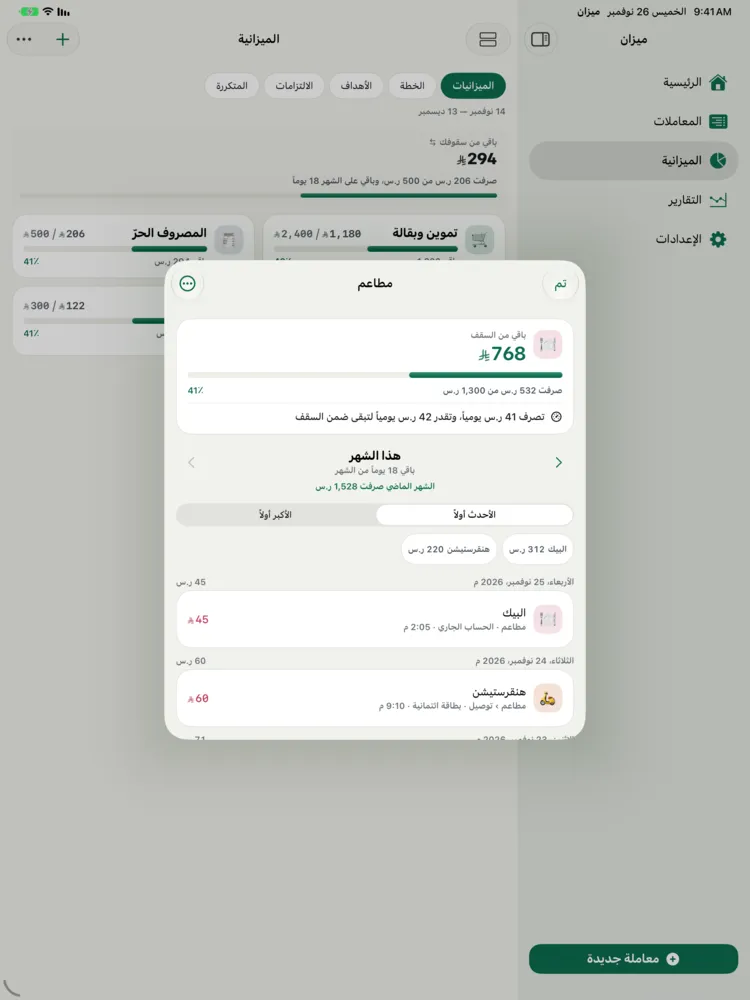 9:41 AM الخميس 26 نوفمبر ميزان
ميزان
الرئيسية
المعاملات
الميزانية
التقارير
الإعدادات
معاملة جديدة
الميزانية
الميزانيات
الخطة
الأهداف
الالتزامات
المتكررة
14 نوفمبر — 13 ديسمبر
باقي من سقوفك
294
صرفت 206 ر.س من 500 ر.س، وباقي على الشهر 18 يوماً
تموين وبقالة
1,180 / 2,400
المصروف الحرّ
206 / 500
41٪
122 / 300
41٪
تم
مطاعم
باقي من السقف
768
صرفت 532 ر.س من 1,300 ر.س
41٪
تصرف 41 ر.س يومياً، وتقدر 42 ر.س يومياً لتبقى ضمن السقف
هذا الشهر
باقي 18 يوماً من الشهر
الشهر الماضي صرفت 1,528 ر.س
الأحدث أولاً
الأكبر أولاً
البيك 312 ر.س
هنقرستيشن 220 ر.س
الأربعاء، 25 نوفمبر، 2026 م
45 ر.س
البيك
مطاعم · الحساب الجاري · 2:05 م
45
الثلاثاء، 24 نوفمبر، 2026 م
60 ر.س
هنقرستيشن
مطاعم › توصيل · بطاقة ائتمانية · 9:10 م
60